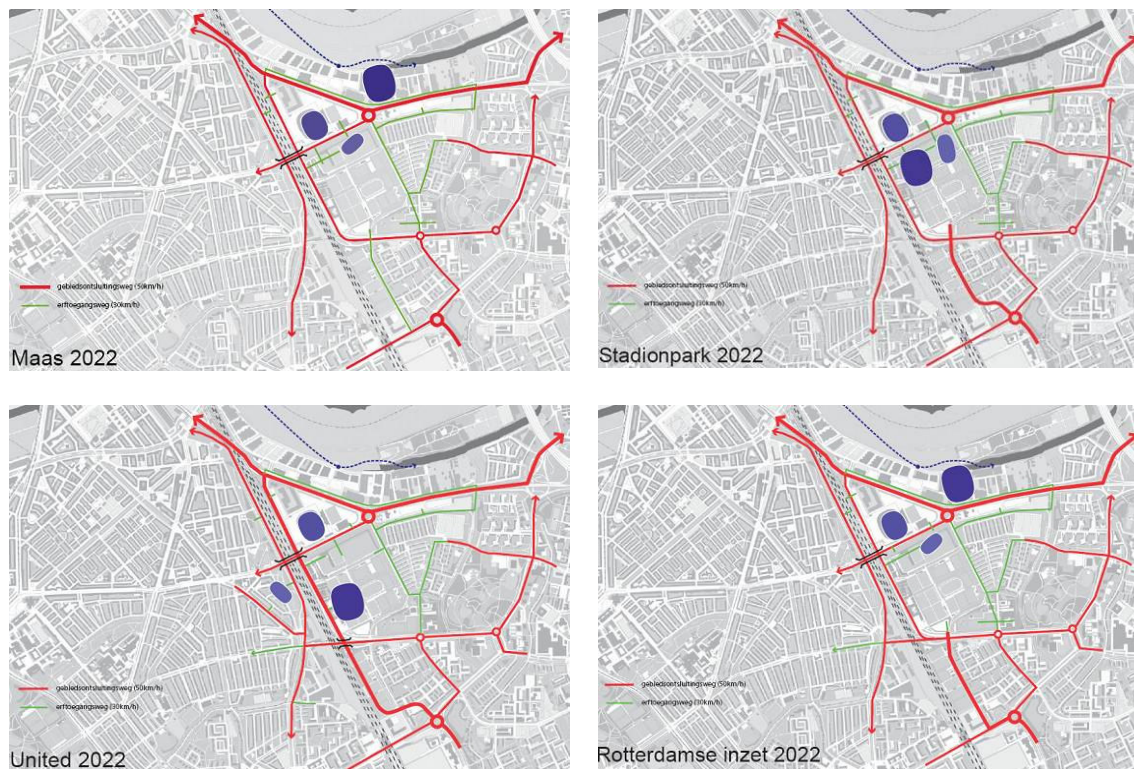 gebiedsontsluitingsweg (50km/h)
erftoegangsweg (30km/h)
Maas 2022
gebiedsontsluitingsweg (50km/h)
erftoegangsweg (30km/h)
Stadionpark 2022
gebiedsontsluitingsweg (50km/h)
erftoegangsweg (30km/h)
United 2022
gebiedsontsluitingsweg (50km/h)
erftoegangsweg (30km/h)
Rotterdamse inzet 2022